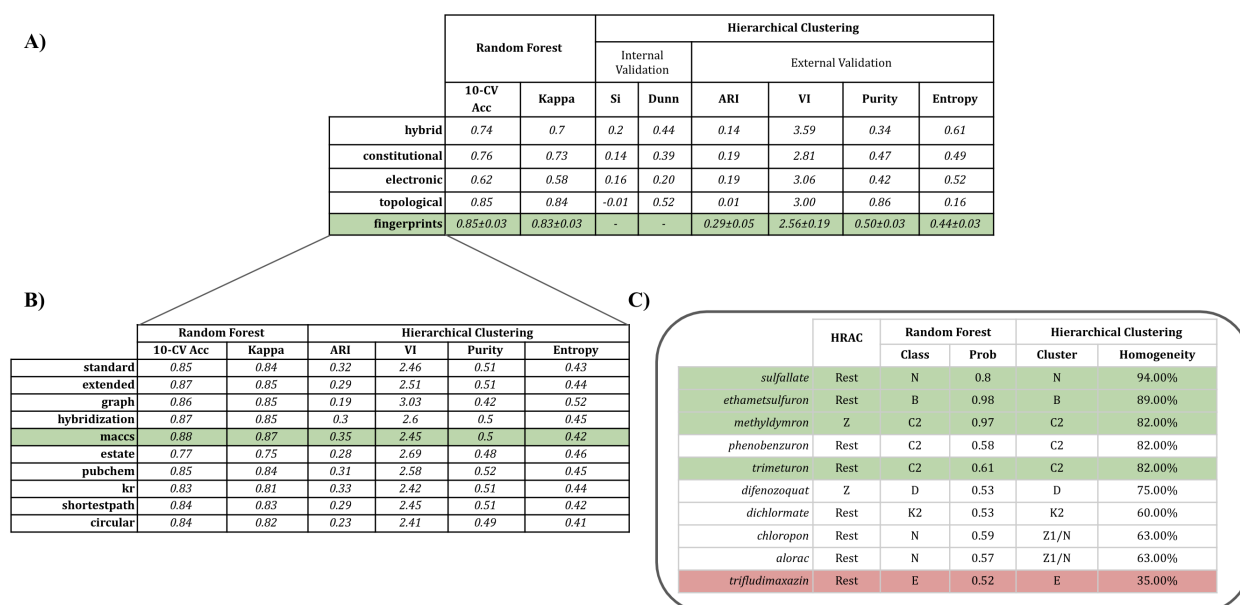 A)
Random Forest Hierarchical Clustering
Internal Validation External Validation
10-CV Acc Kappa Si Dunn ARI VI Purity Entropy
hybrid 0.74 0.7 0.2 0.44 0.14 3.59 0.34 0.61
constitutional 0.76 0.73 0.14 0.39 0.19 2.81 0.47 0.49
electronic 0.62 0.58 0.16 0.20 0.19 3.06 0.42 0.52
topological 0.85 0.84 -0.01 0.52 0.01 3.00 0.86 0.16
fingerprints 0.85±0.03 0.83±0.03 - - 0.29±0.05 2.56±0.19 0.50±0.03 0.44±0.03
B)
Random Forest Hierarchical Clustering
10-CV Acc Kappa ARI VI Purity Entropy
standard 0.85 0.84 0.32 2.46 0.51 0.43
extended 0.87 0.85 0.29 2.51 0.51 0.44
graph 0.86 0.85 0.19 3.03 0.42 0.52
hybridization 0.87 0.85 0.3 2.6 0.5 0.45
maccs 0.88 0.87 0.35 2.45 0.5 0.42
estate 0.77 0.75 0.28 2.69 0.48 0.46
pubchem 0.85 0.84 0.31 2.58 0.52 0.45
kr 0.83 0.81 0.33 2.42 0.51 0.44
shortestpath 0.84 0.83 0.29 2.45 0.51 0.42
circular 0.84 0.82 0.23 2.41 0.49 0.41
C)
HRAC Random Forest Hierarchical Clustering
Class Prob Cluster Homogeneity
sulfallate Rest N 0.8 N 94.00%
ethametsulfuron Rest B 0.98 B 89.00%
methyldymron Z C2 0.97 C2 82.00%
phenobenzuron Rest C2 0.58 C2 82.00%
trimeturon Rest C2 0.61 C2 82.00%
difenozoquat Z D 0.53 D 75.00%
dichlormate Rest K2 0.53 K2 60.00%
chloropon Rest N 0.59 Z1/N 63.00%
alorac Rest N 0.57 Z1/N 63.00%
trifludimaxazin Rest E 0.52 E 35.00%